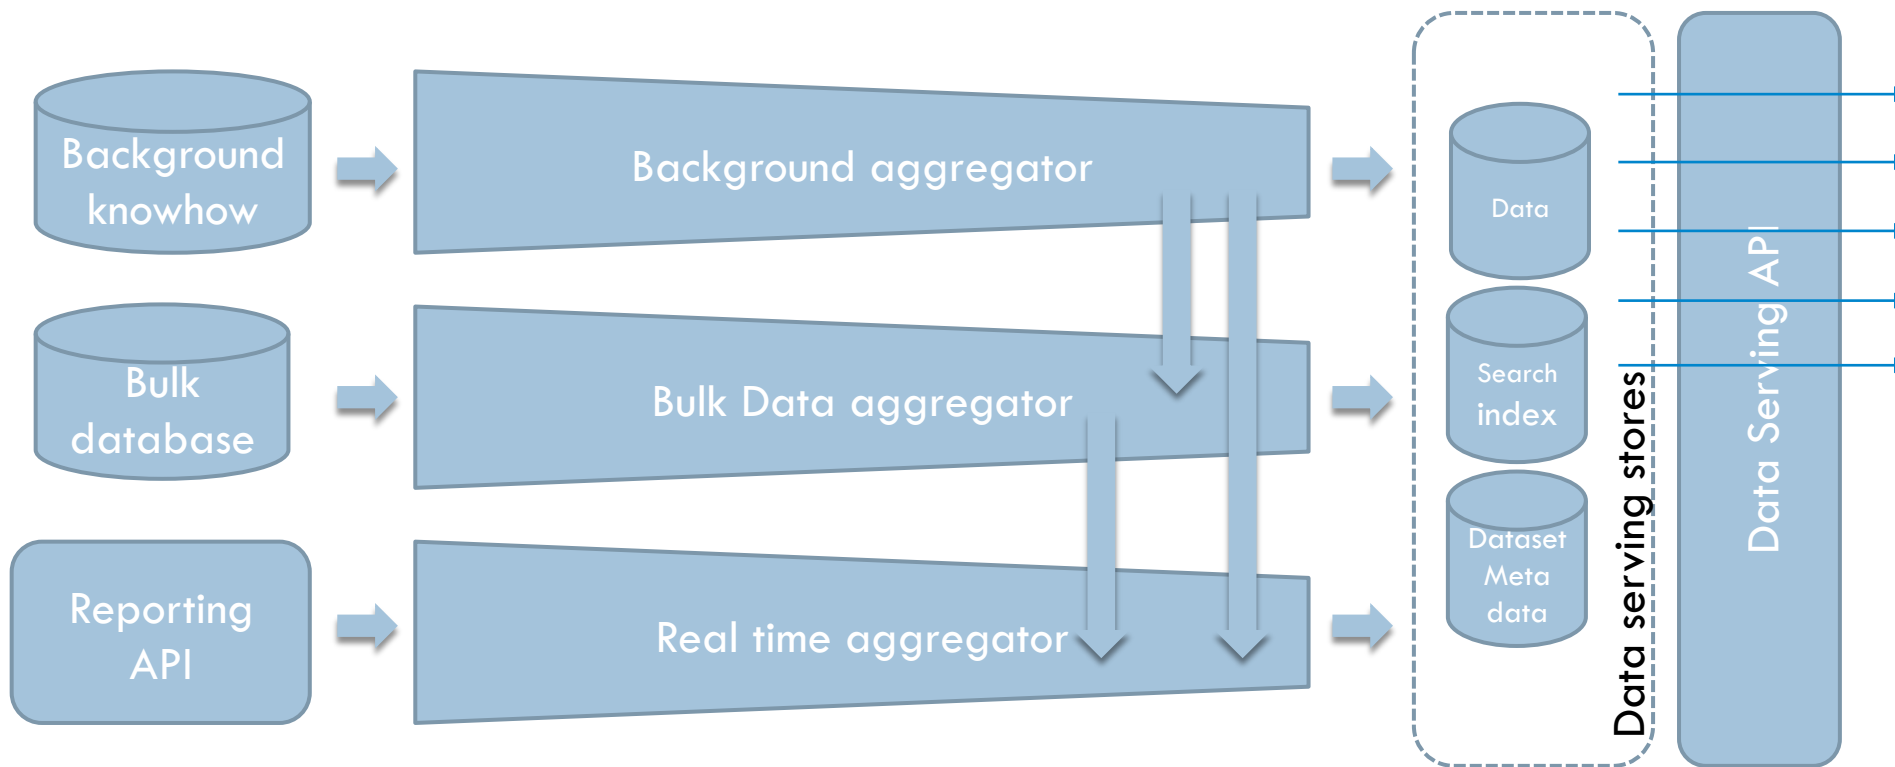 Background
knowhow
Background aggregator
Bulk
database
Bulk Data aggregator
Reporting
API
Real time aggregator
Data
Search
index
Dataset
Meta
data
Data serving stores
Data Serving API